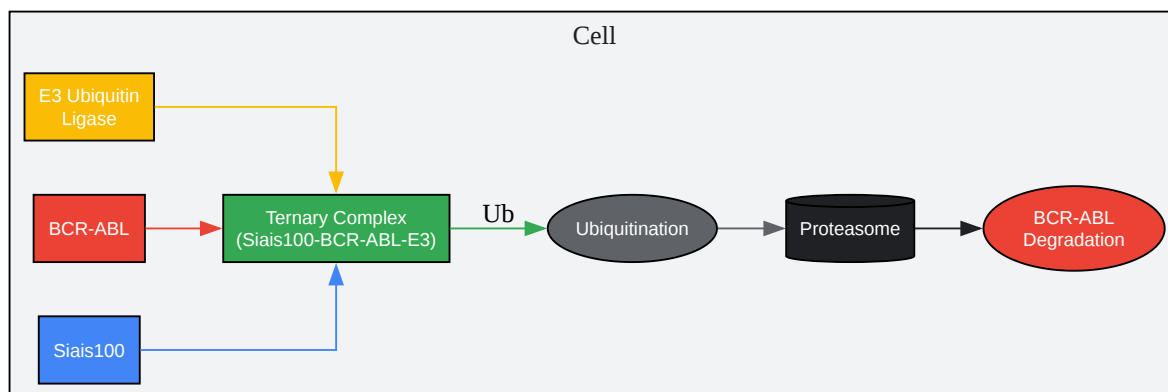 Cell
E3 Ubiquitin
Ligase
BCR-ABL
Ternary Complex
(Siais100-BCR-ABL-E3)
Ub
Ubiquitination
Proteasome
BCR-ABL
Degradation
Siais100